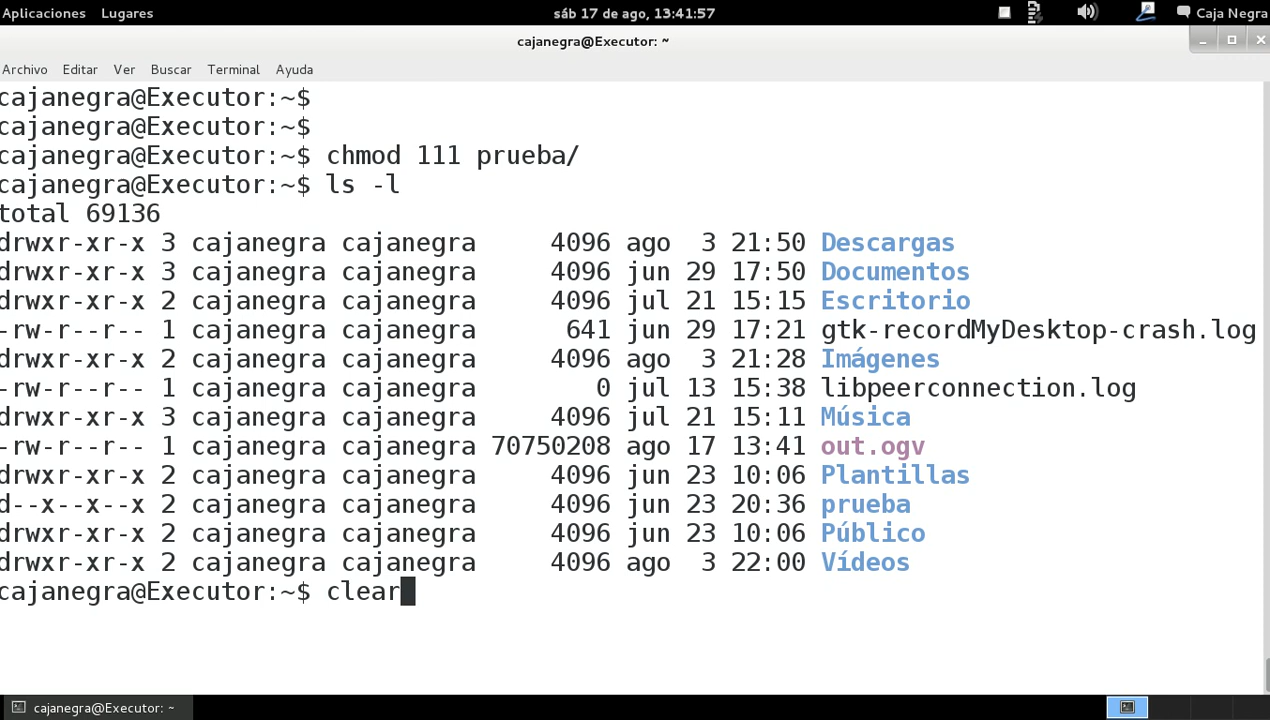 Aplicaciones Lugares sáb 17 de ago, 13:41:57 Caja Negra
cajanegra@Executor: ~
Archivo Editar Ver Buscar Terminal Ayuda
cajanegra@Executor:~$
cajanegra@Executor:~$
cajanegra@Executor:~$ chmod 111 prueba/
cajanegra@Executor:~$ ls -l
total 69136
drwxr-xr-x 3 cajanegra cajanegra     4096 ago  3 21:50 Descargas
drwxr-xr-x 3 cajanegra cajanegra     4096 jun 29 17:50 Documentos
drwxr-xr-x 2 cajanegra cajanegra     4096 jul 21 15:15 Escritorio
-rw-r--r-- 1 cajanegra cajanegra      641 jun 29 17:21 gtk-recordMyDesktop-crash.log
drwxr-xr-x 2 cajanegra cajanegra     4096 ago  3 21:28 Imágenes
-rw-r--r-- 1 cajanegra cajanegra        0 jul 13 15:38 libpeerconnection.log
drwxr-xr-x 3 cajanegra cajanegra     4096 jul 21 15:11 Música
-rw-r--r-- 1 cajanegra cajanegra 70750208 ago 17 13:41 out.ogv
drwxr-xr-x 2 cajanegra cajanegra     4096 jun 23 10:06 Plantillas
d--x--x--x 2 cajanegra cajanegra     4096 jun 23 20:36 prueba
drwxr-xr-x 2 cajanegra cajanegra     4096 jun 23 10:06 Público
drwxr-xr-x 2 cajanegra cajanegra     4096 ago  3 22:00 Vídeos
cajanegra@Executor:~$ clear
cajanegra@Executor: ~